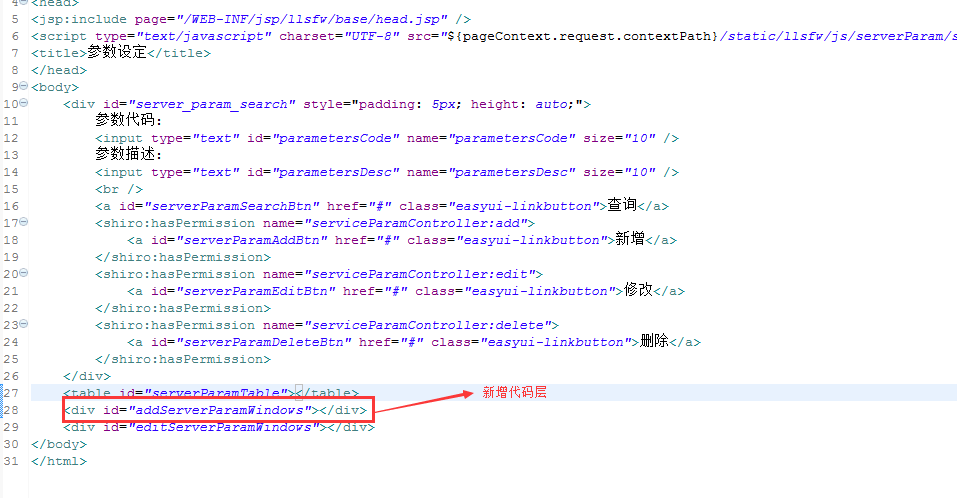 4 <head>
5 <jsp:include page="/WEB-INF/jsp/llsfw/base/head.jsp" />
6 <script type="text/javascript" charset="UTF-8" src="${pageContext.request.contextPath}/static/llsfw/js/serverParam/s
7 <title>参数设定</title>
8 </head>
9 <body>
10 <div id="server_param_search" style="padding: 5px; height: auto;">
11 参数代码：
12 <input type="text" id="parametersCode" name="parametersCode" size="10" />
13 参数描述：
14 <input type="text" id="parametersDesc" name="parametersDesc" size="10" />
15 <br />
16 <a id="serverParamSearchBtn" href="#" class="easyui-linkbutton">查询</a>
17 <shiro:hasPermission name="serviceParamController:add">
18 <a id="serverParamAddBtn" href="#" class="easyui-linkbutton">新增</a>
19 </shiro:hasPermission>
20 <shiro:hasPermission name="serviceParamController:edit">
21 <a id="serverParamEditBtn" href="#" class="easyui-linkbutton">修改</a>
22 </shiro:hasPermission>
23 <shiro:hasPermission name="serviceParamController:delete">
24 <a id="serverParamDeleteBtn" href="#" class="easyui-linkbutton">删除</a>
25 </shiro:hasPermission>
26 </div>
27 <table id="serverParamTable"></table>
新增代码层
28 <div id="addServerParamWindows"></div>
29 <div id="editServerParamWindows"></div>
30 </body>
31 </html>